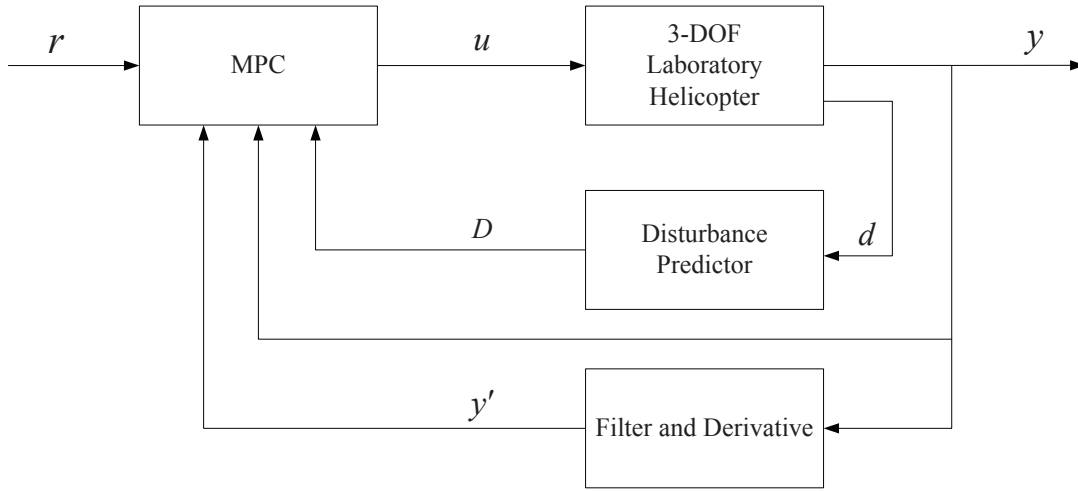 r
MPC
u
3-DOF
Laboratory
Helicopter
y
D
Disturbance
Predictor
d
y′
Filter and Derivative